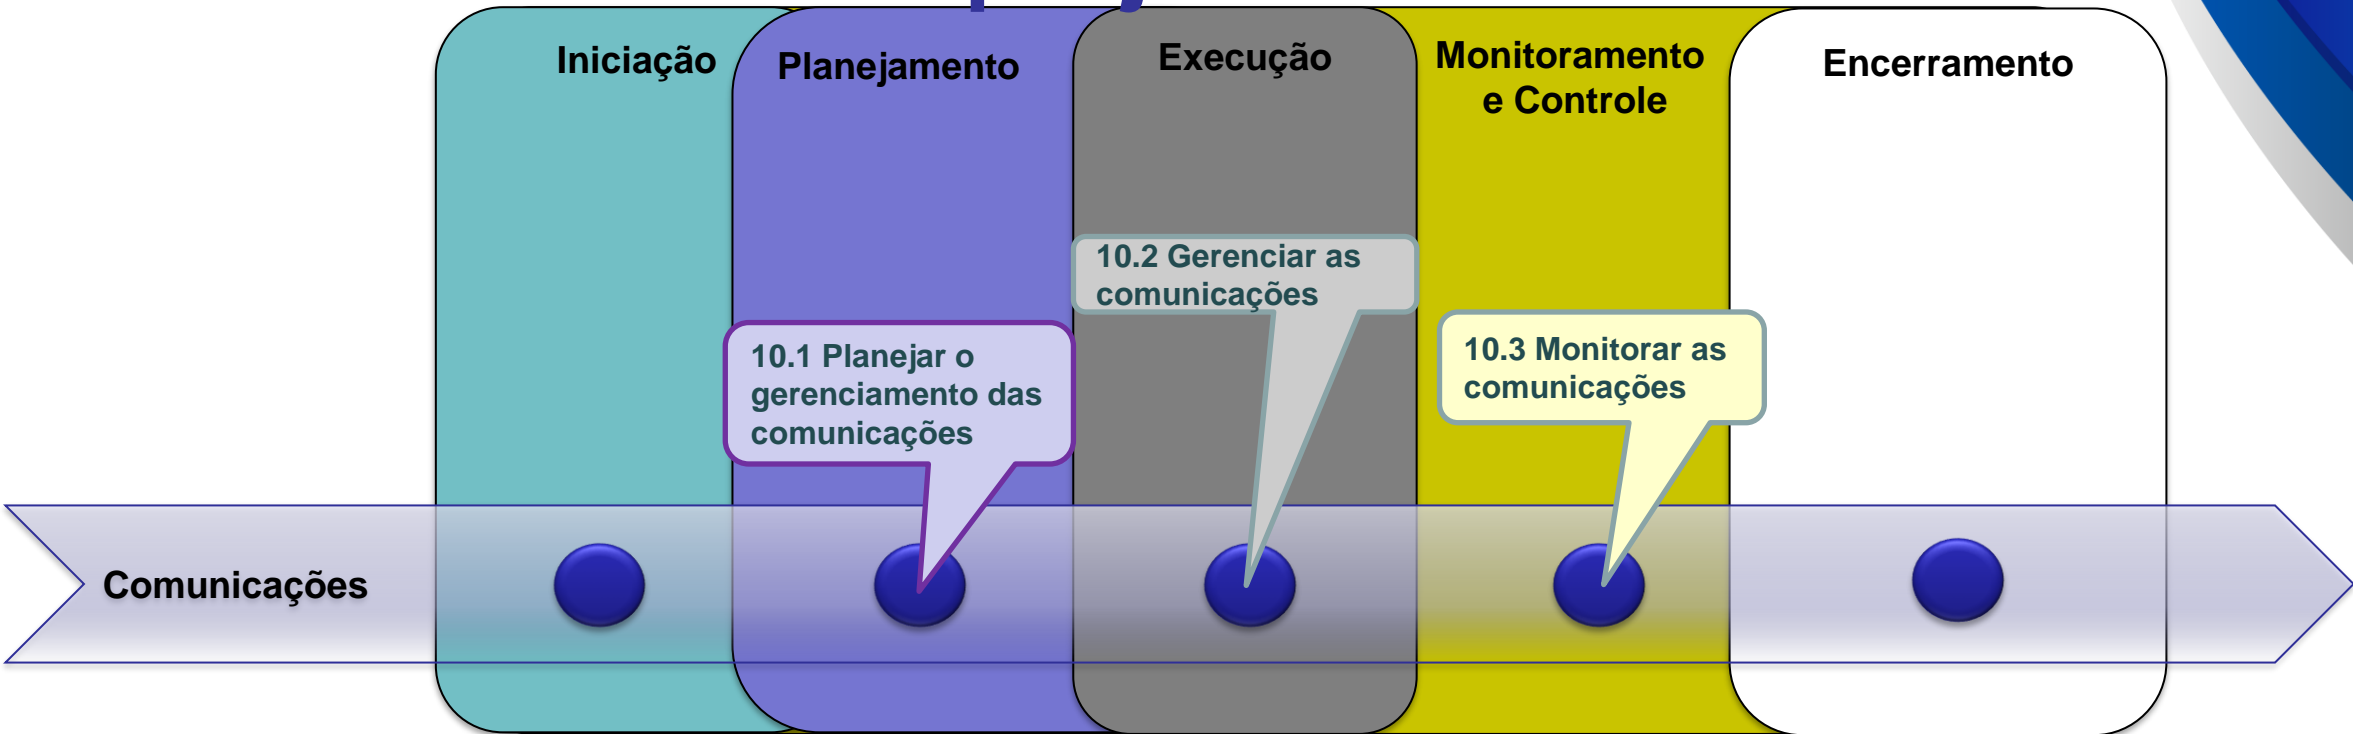 Iniciação
Planejamento
Execução
Monitoramento
e Controle
Encerramento
10.2 Gerenciar as
comunicações
10.1 Planejar o
gerenciamento das
comunicações
10.3 Monitorar as
comunicações
Comunicações